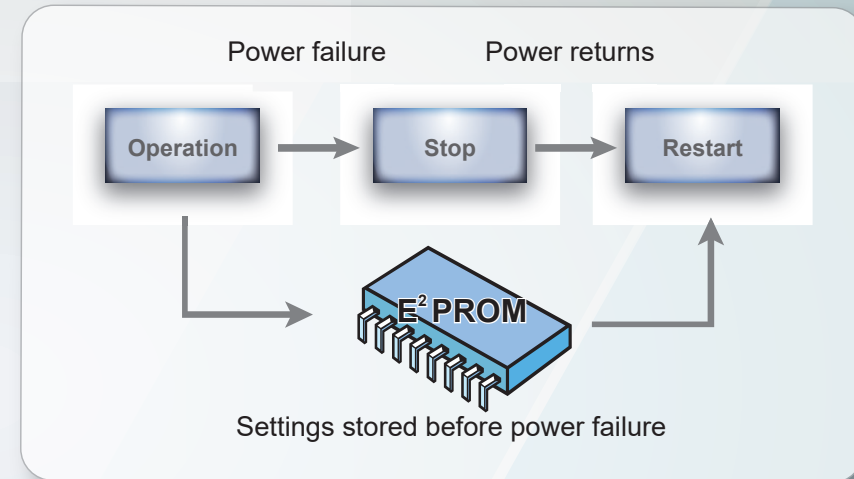 Power failure
Power returns
Operation
Stop
Restart
E²PROM
Settings stored before power failure